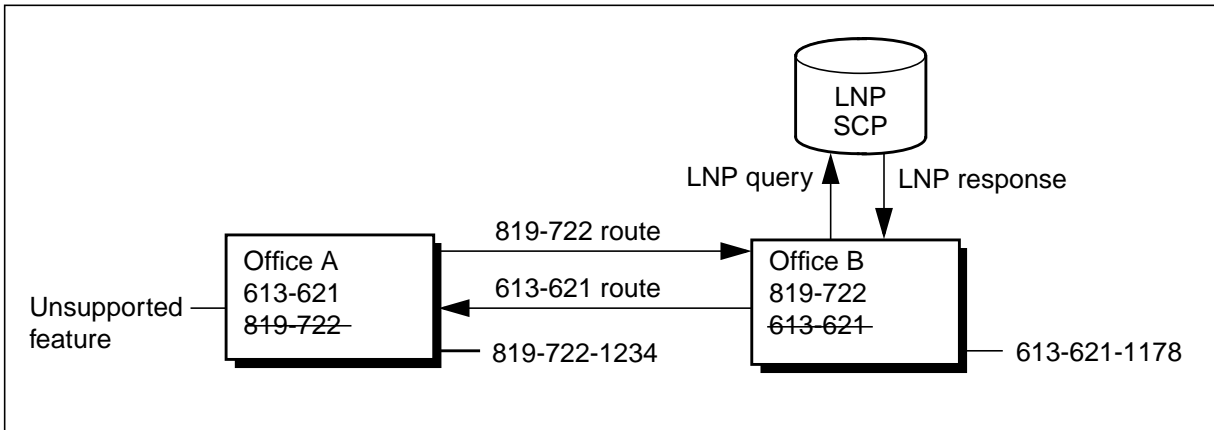 LNP
SCP
LNP query
LNP response
819-722 route
Office A
613-621
819-722
613-621 route
Office B
819-722
613-621
Unsupported
feature
819-722-1234
613-621-1178